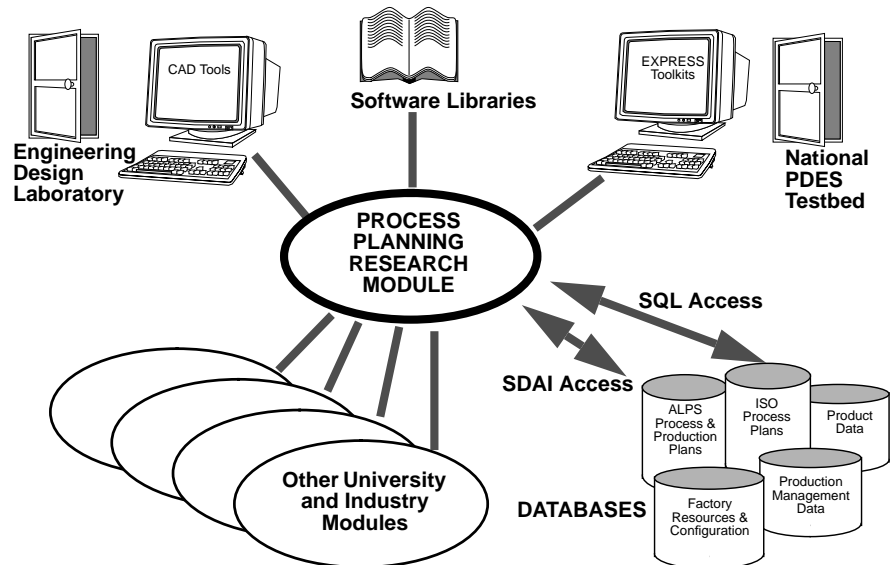 CAD Tools
Engineering
Design
Laboratory
Software Libraries
EXPRESS
Toolkits
National
PDES
Testbed
PROCESS
PLANNING
RESEARCH
MODULE
SQL Access
SDAI Access
ALPS
Process &
Production
Plans
ISO
Process
Plans
Product
Data
Factory
Resources &
Configuration
Production
Management
Data
DATABASES
Other University
and Industry
Modules